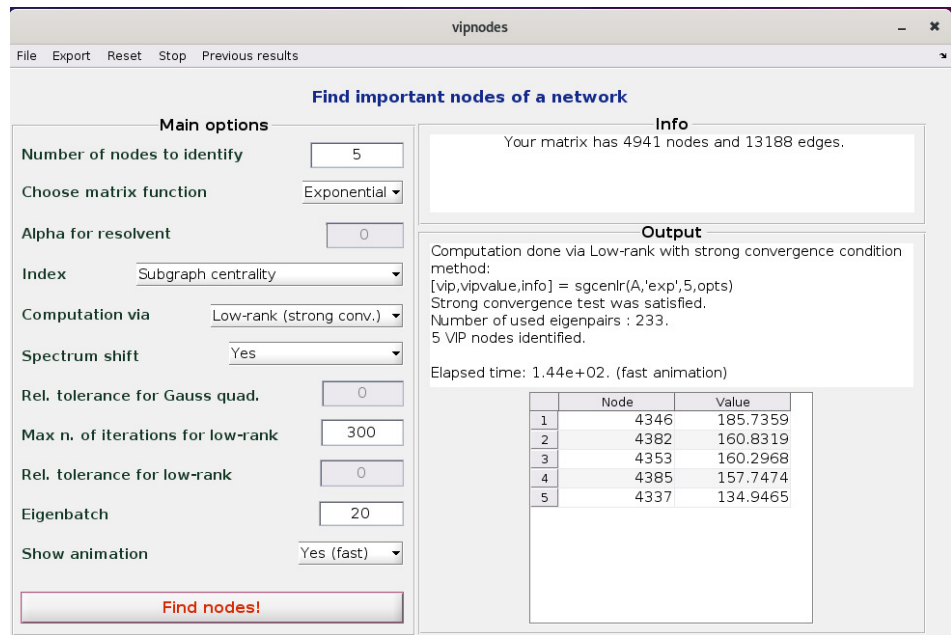 vipnodes
File Export Reset Stop Previous results
Find important nodes of a network
Main options
Number of nodes to identify 5
Choose matrix function Exponential
Alpha for resolvent 0
Index Subgraph centrality
Computation via Low-rank (strong conv.)
Spectrum shift Yes
Rel. tolerance for Gauss quad. 0
Max n. of iterations for low-rank 300
Rel. tolerance for low-rank 0
Eigenbatch 20
Show animation Yes (fast)
Find nodes!
Info
Your matrix has 4941 nodes and 13188 edges.
Output
Computation done via Low-rank with strong convergence condition
method:
[vip,vipvalue,info] = sgcenlr(A,'exp',5,opts)
Strong convergence test was satisfied.
Number of used eigenpairs : 233.
5 VIP nodes identified.
Elapsed time: 1.44e+02. (fast animation)
Node Value
1 4346 185.7359
2 4382 160.8319
3 4353 160.2968
4 4385 157.7474
5 4337 134.9465